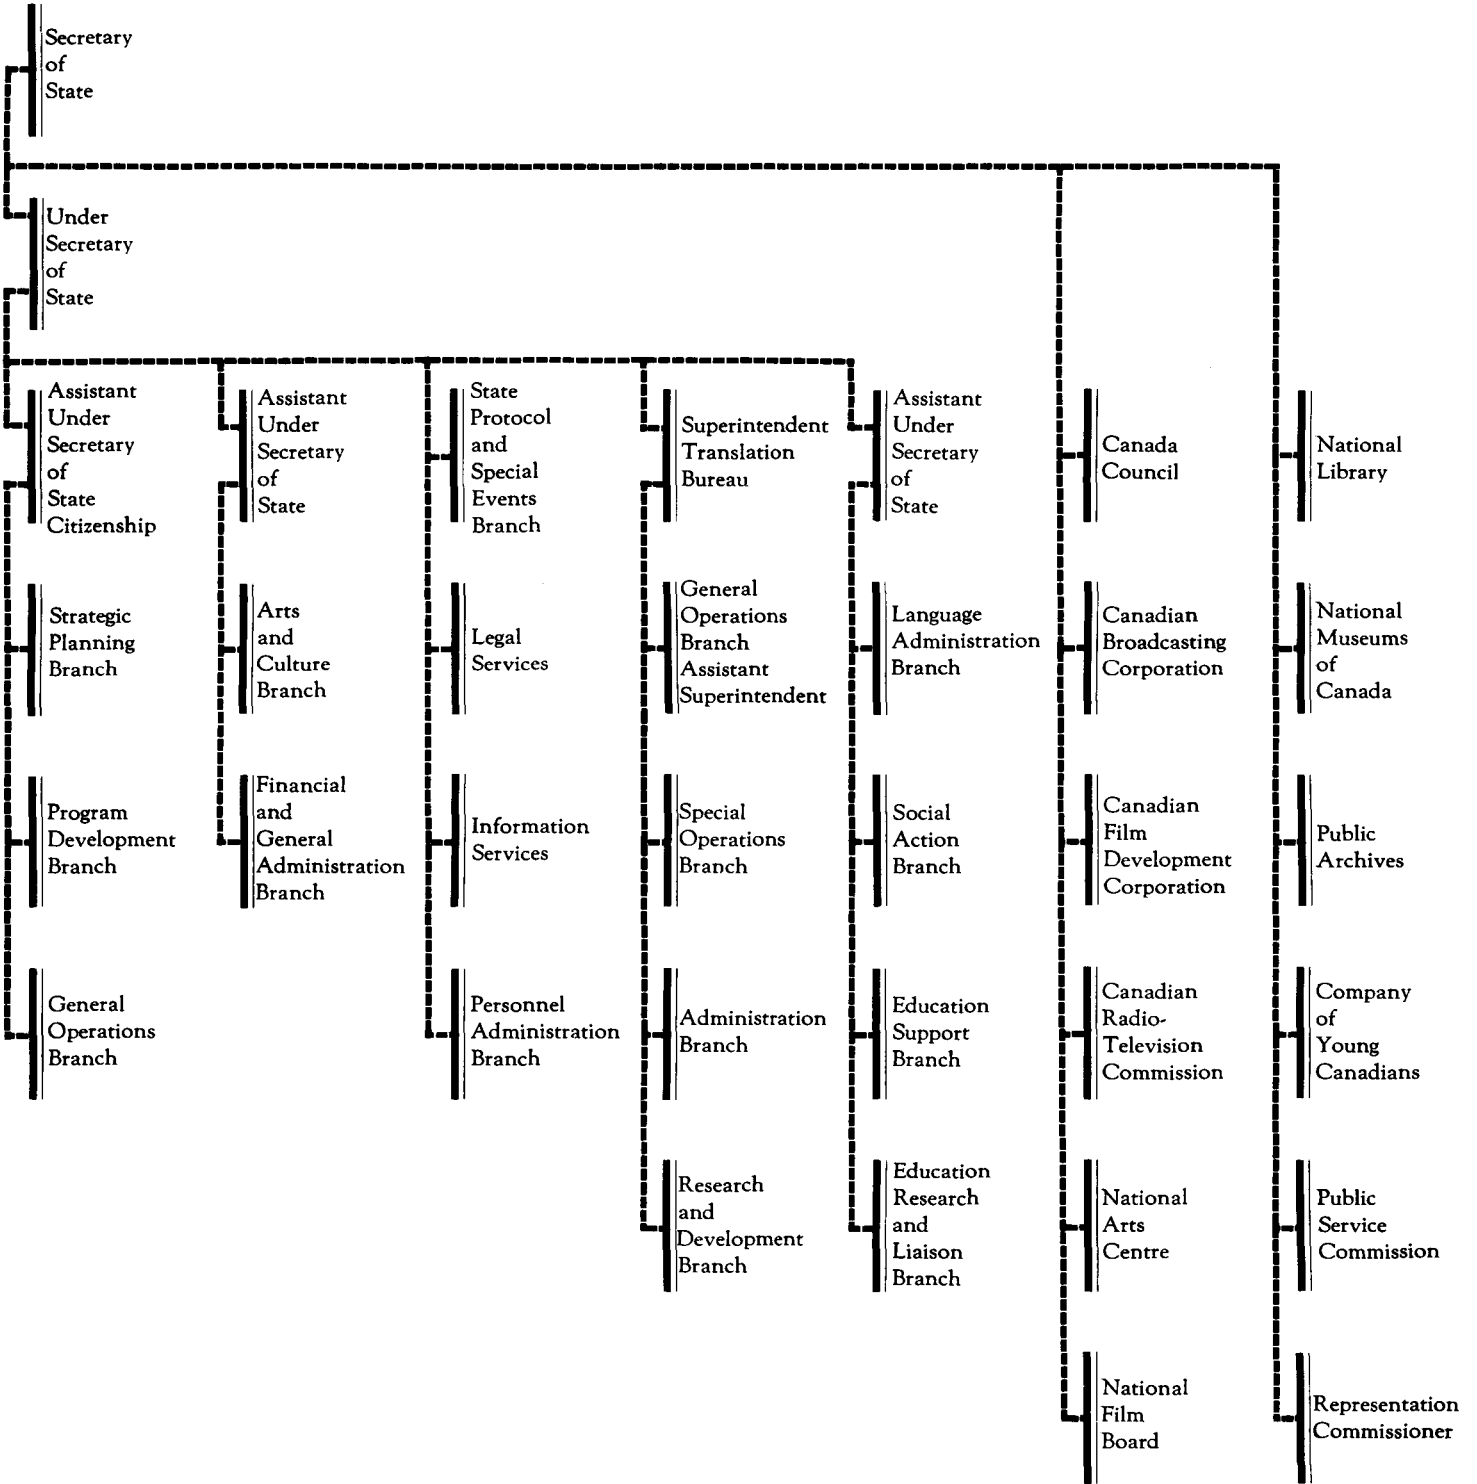 Secretary
of
State
Under
Secretary
of
State
Assistant
Under
Secretary
of
State
Citizenship
Strategic
Planning
Branch
Program
Development
Branch
General
Operations
Branch
Assistant
Under
Secretary
of
State
Arts
and
Culture
Branch
Financial
and
General
Administration
Branch
State
Protocol
and
Special
Events
Branch
Legal
Services
Information
Services
Personnel
Administration
Branch
Superintendent
Translation
Bureau
General
Operations
Branch
Assistant
Superintendent
Special
Operations
Branch
Administration
Branch
Research
and
Development
Branch
Assistant
Under
Secretary
of
State
Language
Administration
Branch
Social
Action
Branch
Education
Support
Branch
Education
Research
and
Liaison
Branch
Canada
Council
Canadian
Broadcasting
Corporation
Canadian
Film
Development
Corporation
Canadian
Radio-
Television
Commission
National
Arts
Centre
National
Film
Board
National
Library
National
Museums
of
Canada
Public
Archives
Company
of
Young
Canadians
Public
Service
Commission
Representation
Commissioner